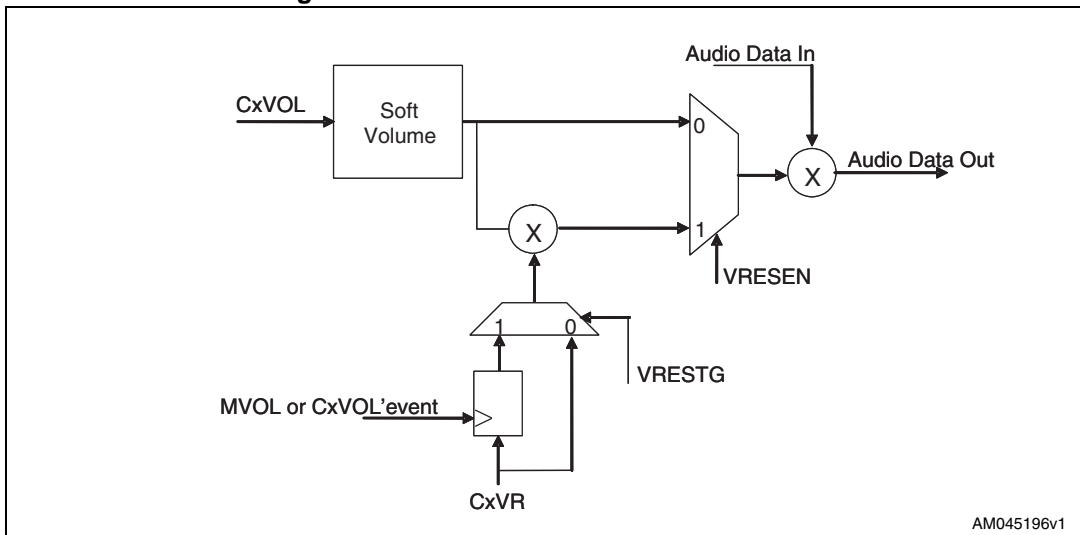 Audio Data In
CxVOL
Soft
Volume
0
X
Audio Data Out
X
1
VRESEN
1
0
VRESTG
MVOL or CxVOL'event
CxVR
AM045196v1